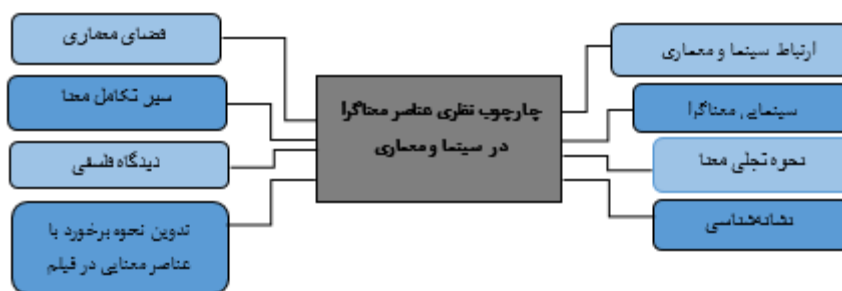 ارتباط سینما و معماری
سینمایی معناگرا
نحوه تجلی معنا
نشانه‌شناسی
چارچوب نظری عناصر معناگرا
در سینما و معماری
فضای معماری
سیر تکامل معنا
دیدگاه فلسفی
تدوین نحوه برخورد با
عناصر معنایی در فیلم